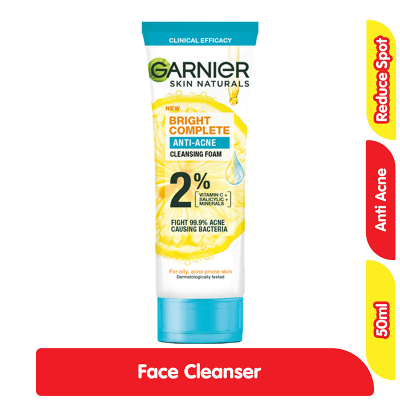 CLINICAL EFFICACY
GARNIER
SKIN NATURALS
NEW
BRIGHT
COMPLETE
ANTI-ACNE
CLEANSING FOAM
2%
[VITAMIN C +
SALICYLIC +
MINERALS]
FIGHT 99.9% ACNE
CAUSING BACTERIA
For oily, acne prone skin
Dermatologically tested
Reduce Spot
Anti Acne
50ml
Face Cleanser